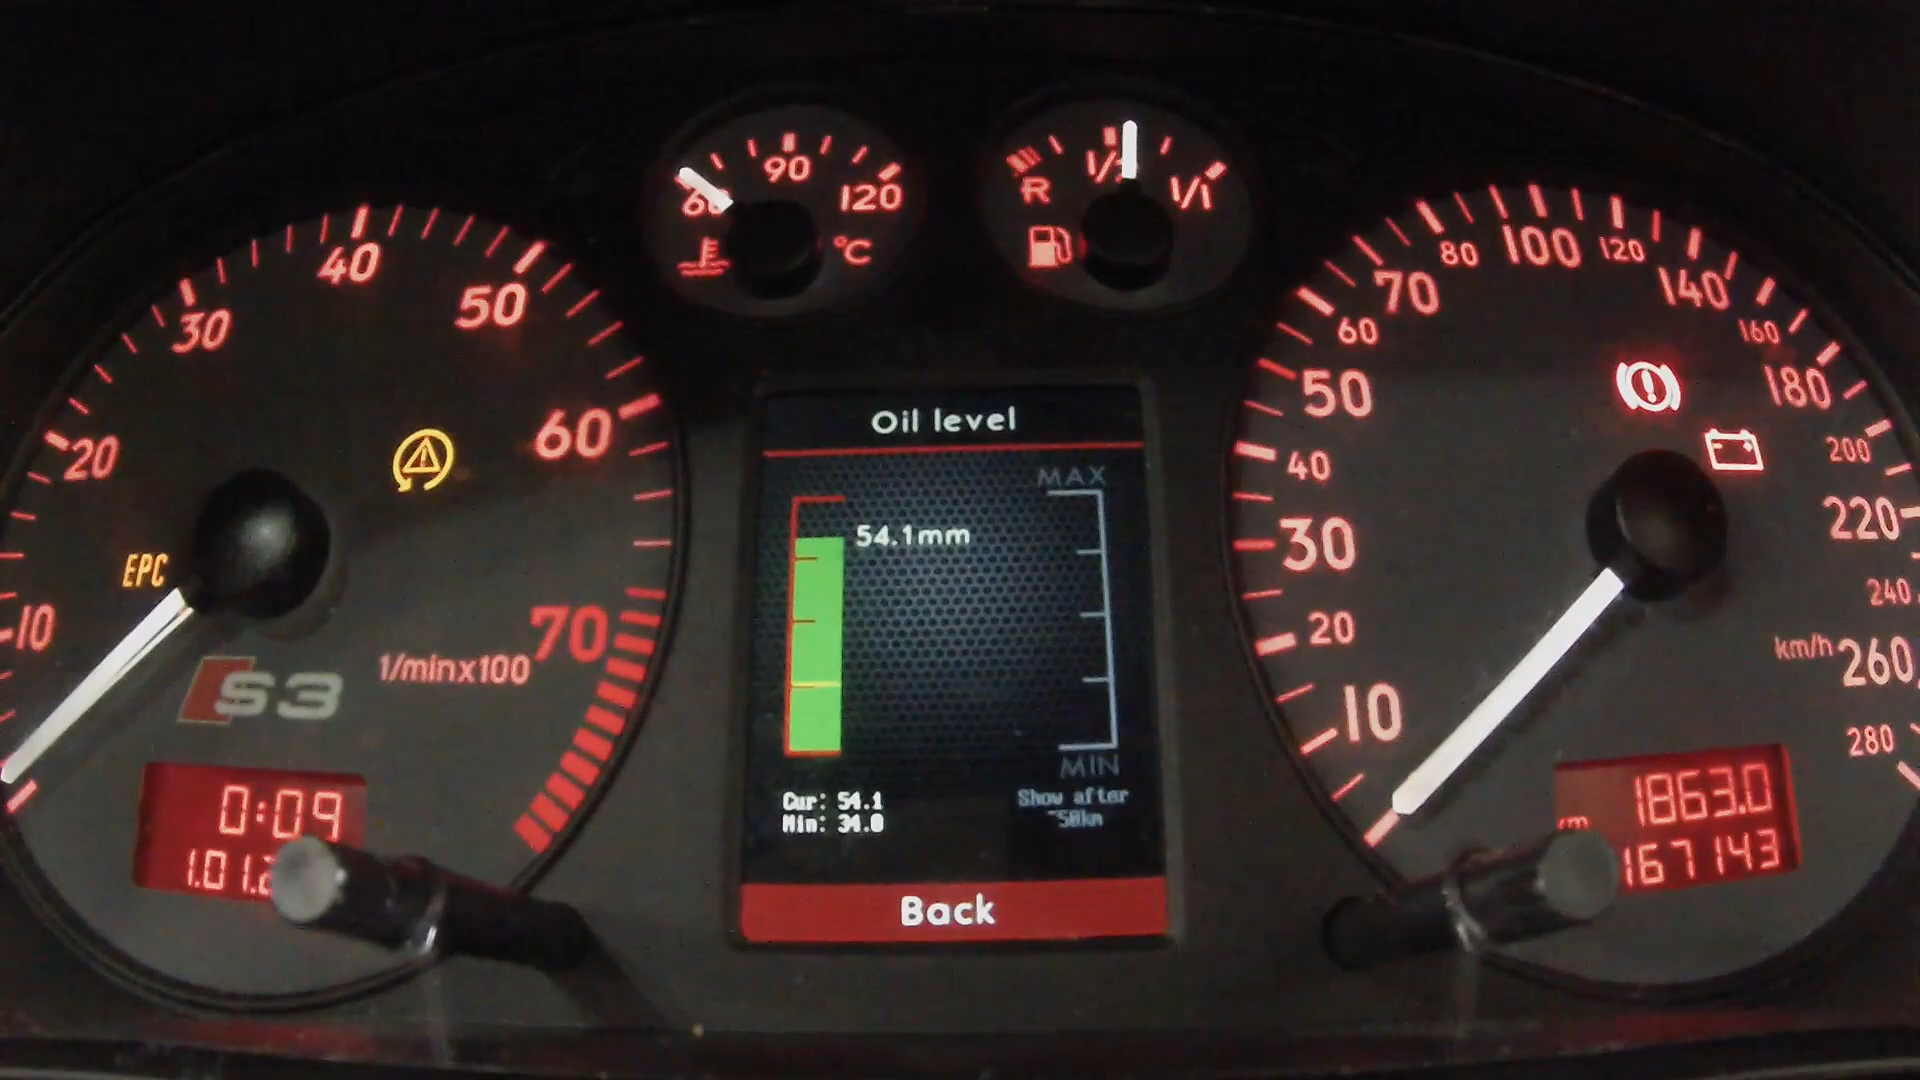 60
90
120
°C
R
1/2
1/1
10
20
30
40
50
60
70
EPC
1/minx100
S3
0:09
Oil level
MAX
54.1mm
MIN
Cur: 54.1
Min: 34.0
Show after
~50km
Back
10
20
30
40
50
60
70
80
100
120
140
160
180
200
220
240
260
280
km/h
1863.0
km
167143